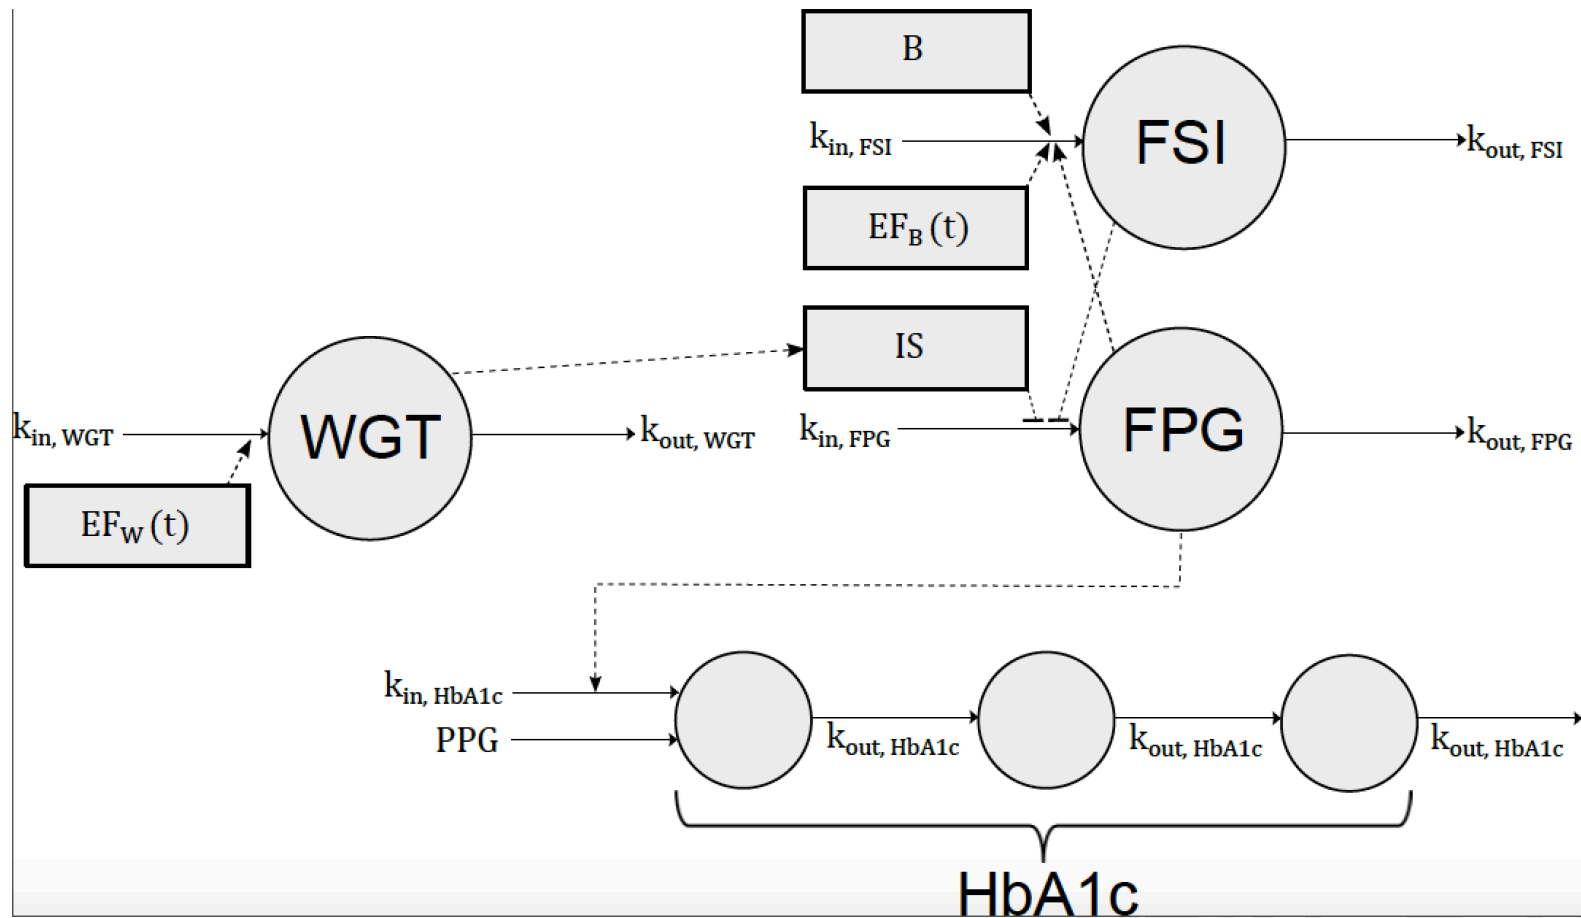 B
FSI
k_in, FSI
k_out, FSI
EF_B (t)
IS
WGT
FPG
k_in, WGT
k_out, WGT
k_in, FPG
k_out, FPG
EF_W (t)
k_in, HbA1c
PPG
k_out, HbA1c
k_out, HbA1c
k_out, HbA1c
HbA1c